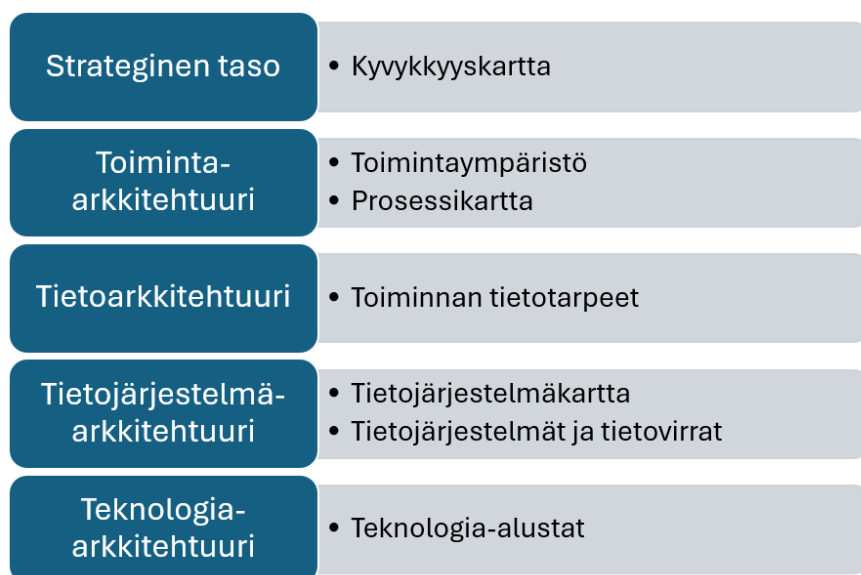 Strateginen taso
• Kyvykkyyskartta
Toiminta-
arkkitehtuuri
• Toimintaympäristö
• Prosessikartta
Tietoarkkitehtuuri
• Toiminnan tietotarpeet
Tietojärjestelmä-
arkkitehtuuri
• Tietojärjestelmäkartta
• Tietojärjestelmät ja tietovirrat
Teknologia-
arkkitehtuuri
• Teknologia-alustat